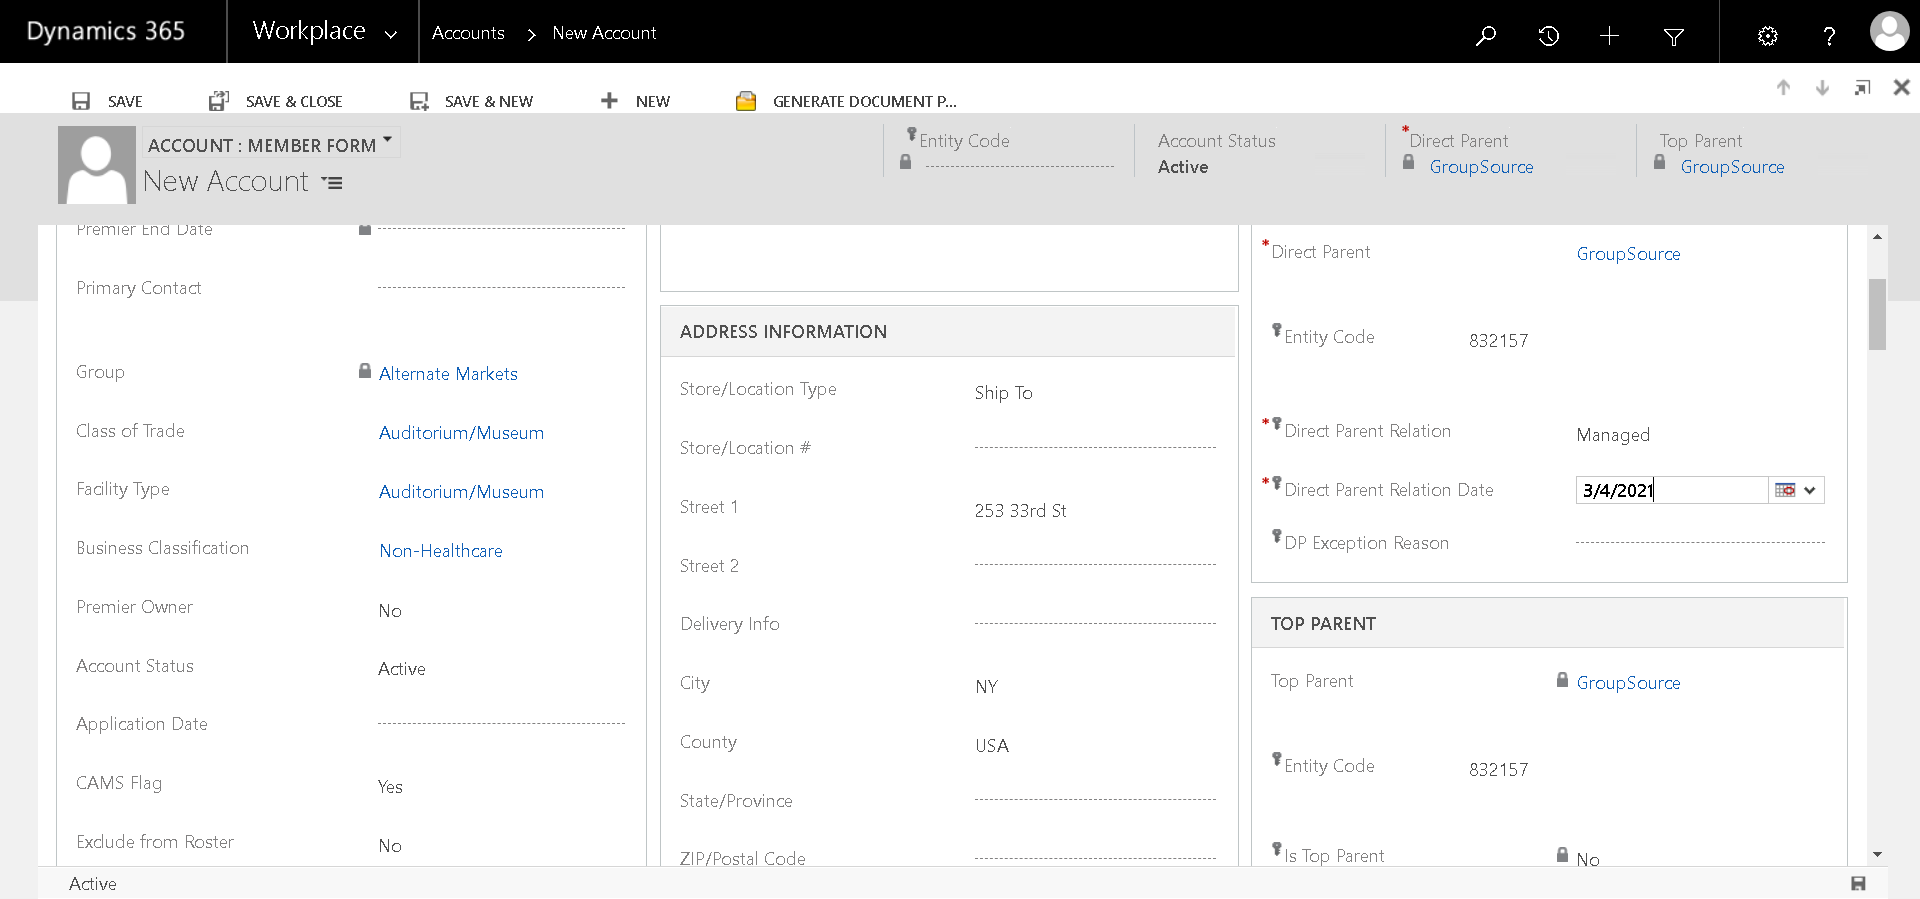 Dynamics 365
Workplace
Accounts > New Account
SAVE
SAVE & CLOSE
SAVE & NEW
NEW
GENERATE DOCUMENT P...
ACCOUNT : MEMBER FORM
New Account
Entity Code
Account Status
Active
*Direct Parent
GroupSource
Top Parent
GroupSource
Premier End Date
Primary Contact
Group
Alternate Markets
Class of Trade
Auditorium/Museum
Facility Type
Auditorium/Museum
Business Classification
Non-Healthcare
Premier Owner
No
Account Status
Active
Application Date
CAMS Flag
Yes
Exclude from Roster
No
ADDRESS INFORMATION
Store/Location Type
Ship To
Store/Location #
Street 1
253 33rd St
Street 2
Delivery Info
City
NY
County
USA
State/Province
ZIP/Postal Code
*Direct Parent
GroupSource
Entity Code
832157
*Direct Parent Relation
Managed
*Direct Parent Relation Date
3/4/2021
DP Exception Reason
TOP PARENT
Top Parent
GroupSource
Entity Code
832157
Is Top Parent
No
Active